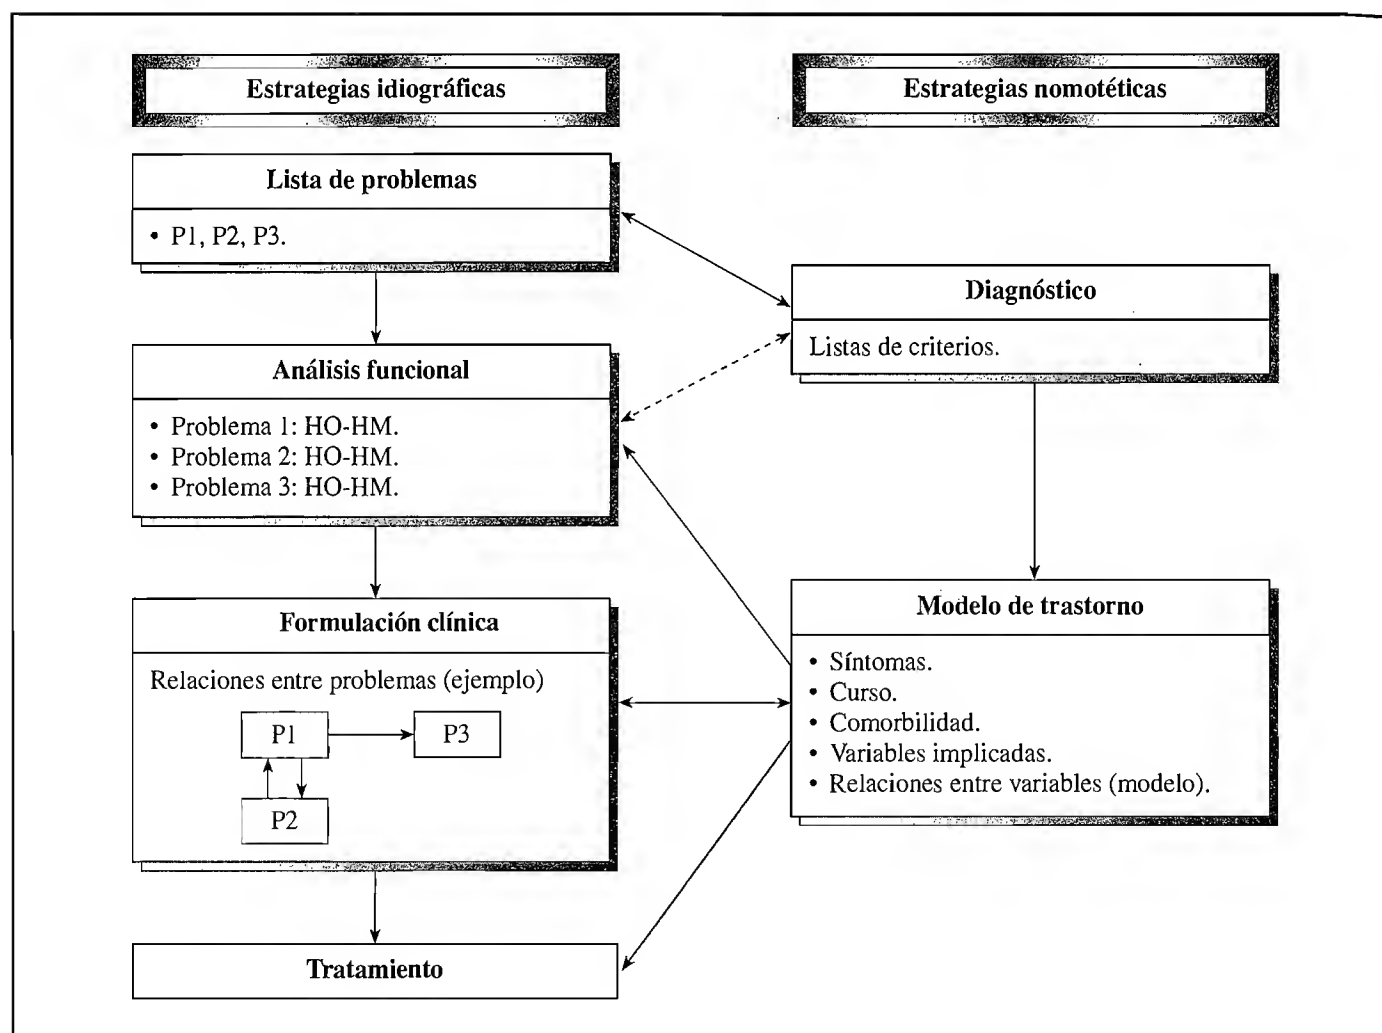 Estrategias idiográficas
Estrategias nomotéticas
Lista de problemas
• P1, P2, P3.
Diagnóstico
Listas de criterios.
Análisis funcional
• Problema 1: HO-HM.
• Problema 2: HO-HM.
• Problema 3: HO-HM.
Formulación clínica
Relaciones entre problemas (ejemplo)
P1
P3
P2
Modelo de trastorno
• Síntomas.
• Curso.
• Comorbilidad.
• Variables implicadas.
• Relaciones entre variables (modelo).
Tratamiento